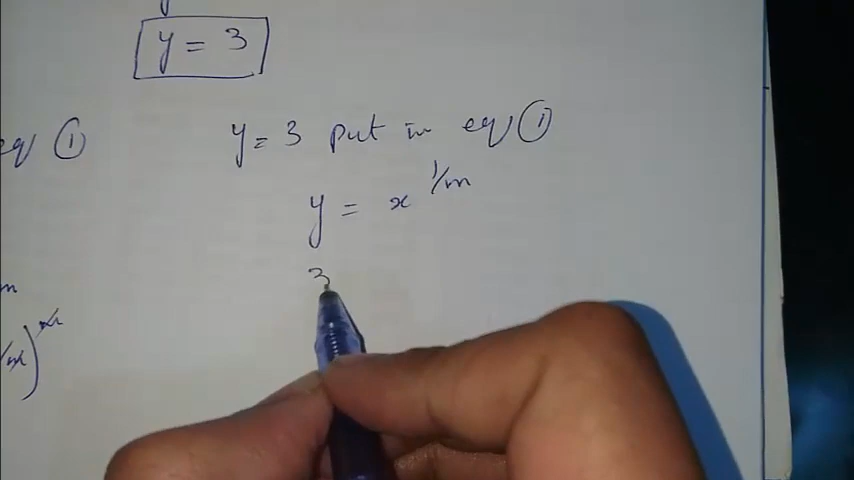 y = 3
eq ①
y = 3 put in eq ①
y = x^1/m
3
m